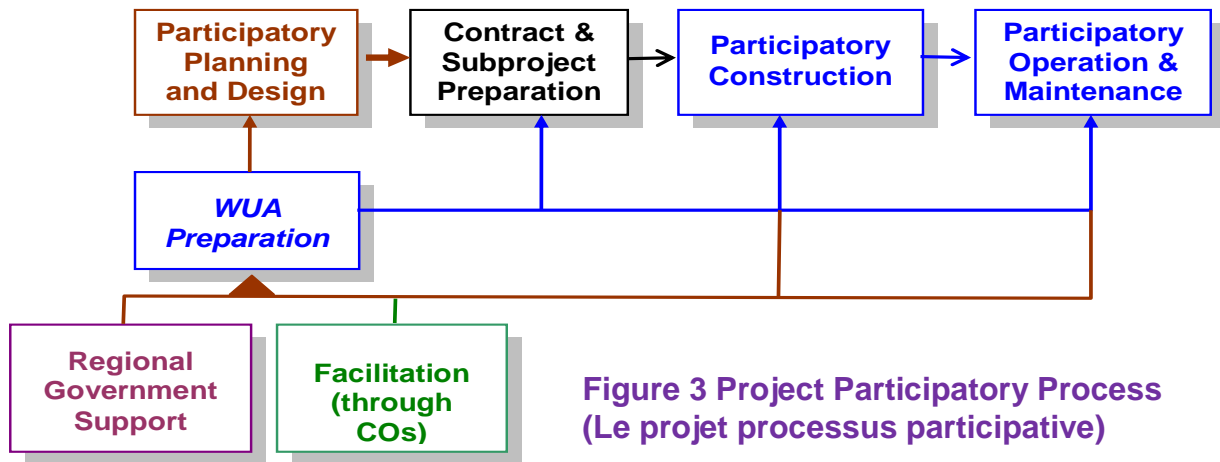 Participatory
Planning
and Design
Contract &
Subproject
Preparation
Participatory
Construction
Participatory
Operation &
Maintenance
WUA
Preparation
Regional
Government
Support
Facilitation
(through
COs)
Figure 3 Project Participatory Process
(Le projet processus participative)